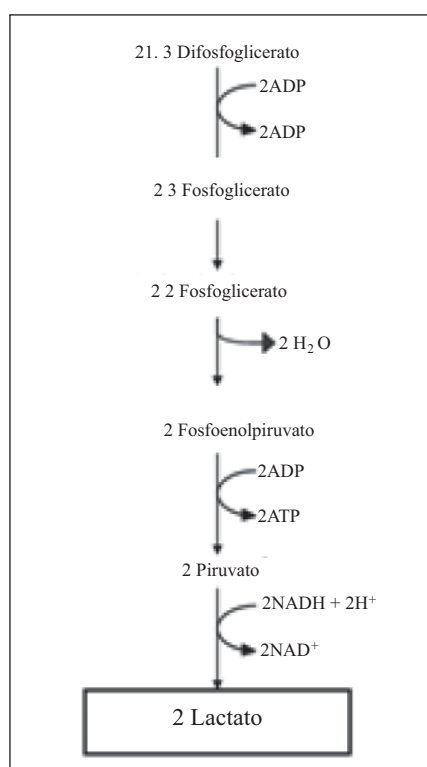 21. 3 Difosfoglicerato
2ADP
2ADP
2 3 Fosfoglicerato
2 2 Fosfoglicerato
2 H₂O
2 Fosfoenolpiruvato
2ADP
2ATP
2 Piruvato
2NADH + 2H⁺
2NAD⁺
2 Lactato